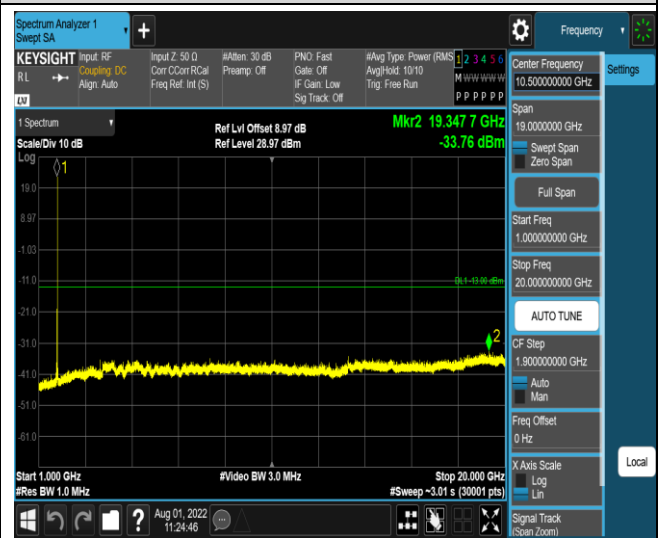 Spectrum Analyzer 1
Swept SA
+
Frequency
KEYSIGHT
RL
LXI
Input: RF
Coupling: DC
Align: Auto
Input Z: 50 Ω
Corr CCorr RCal
Freq Ref: Int (S)
#Atten: 30 dB
Preamp: Off
PNO: Fast
Gate: Off
IF Gain: Low
Sig Track: Off
#Avg Type: Power (RMS
Avg|Hold: 10/10
Trig: Free Run
1 2 3 4 5 6
M W W W W W
P P P P P P
1 Spectrum
Scale/Div 10 dB
Log
Ref Lvl Offset 8.97 dB
Ref Level 28.97 dBm
Mkr2 19.347 7 GHz
-33.76 dBm
1
19.0
8.97
-1.03
-11.0
DL1 -13.00 dBm
-21.0
-31.0
2
-41.0
-51.0
-61.0
Start 1.000 GHz
#Res BW 1.0 MHz
#Video BW 3.0 MHz
Stop 20.000 GHz
#Sweep ~3.01 s (30001 pts)
?
Aug 01, 2022
11:24:46
Center Frequency
10.500000000 GHz
Span
19.0000000 GHz
Swept Span
Zero Span
Full Span
Start Freq
1.000000000 GHz
Stop Freq
20.000000000 GHz
AUTO TUNE
CF Step
1.900000000 GHz
Auto
Man
Freq Offset
0 Hz
X Axis Scale
Log
Lin
Signal Track
(Span Zoom)
Settings
Local